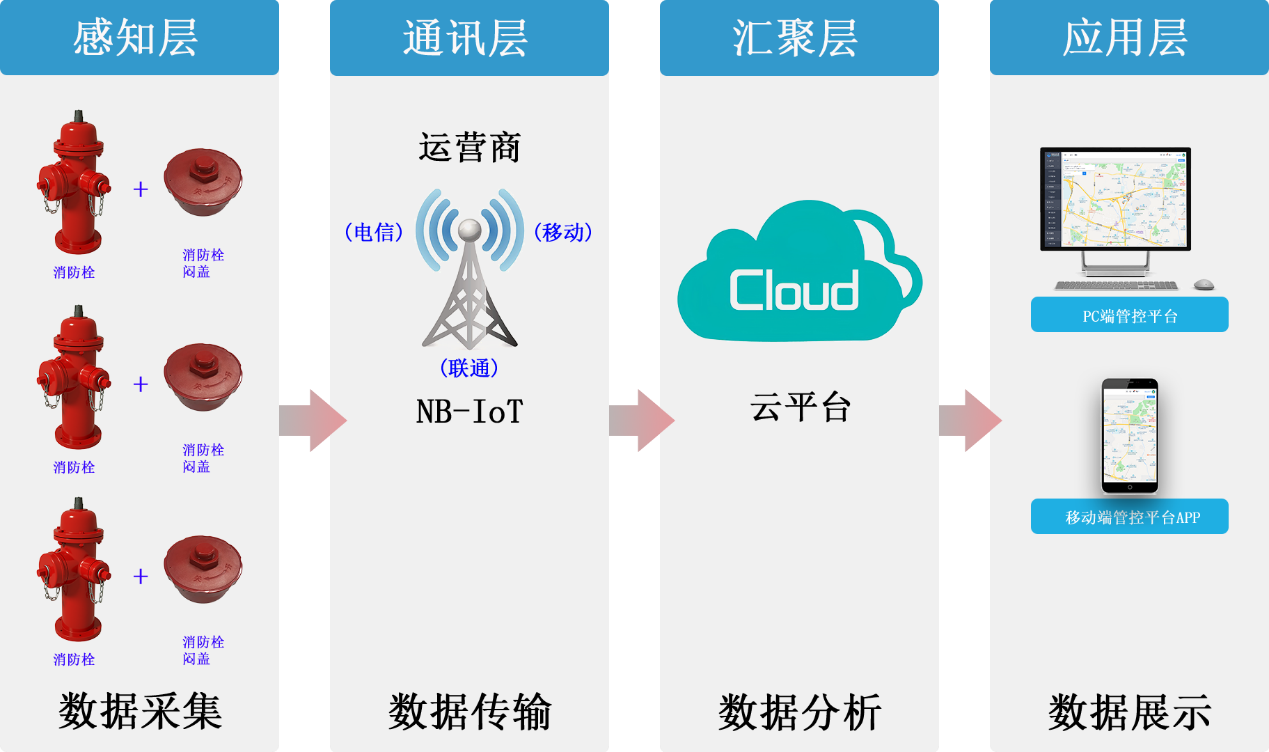 感知层
通讯层
汇聚层
应用层
消防栓
+
消防栓
闷盖
消防栓
+
消防栓
闷盖
消防栓
+
消防栓
闷盖
数据采集
运营商
(电信)
(移动)
(联通)
NB-IoT
数据传输
Cloud
云平台
数据分析
PC端管控平台
移动端管控平台APP
数据展示